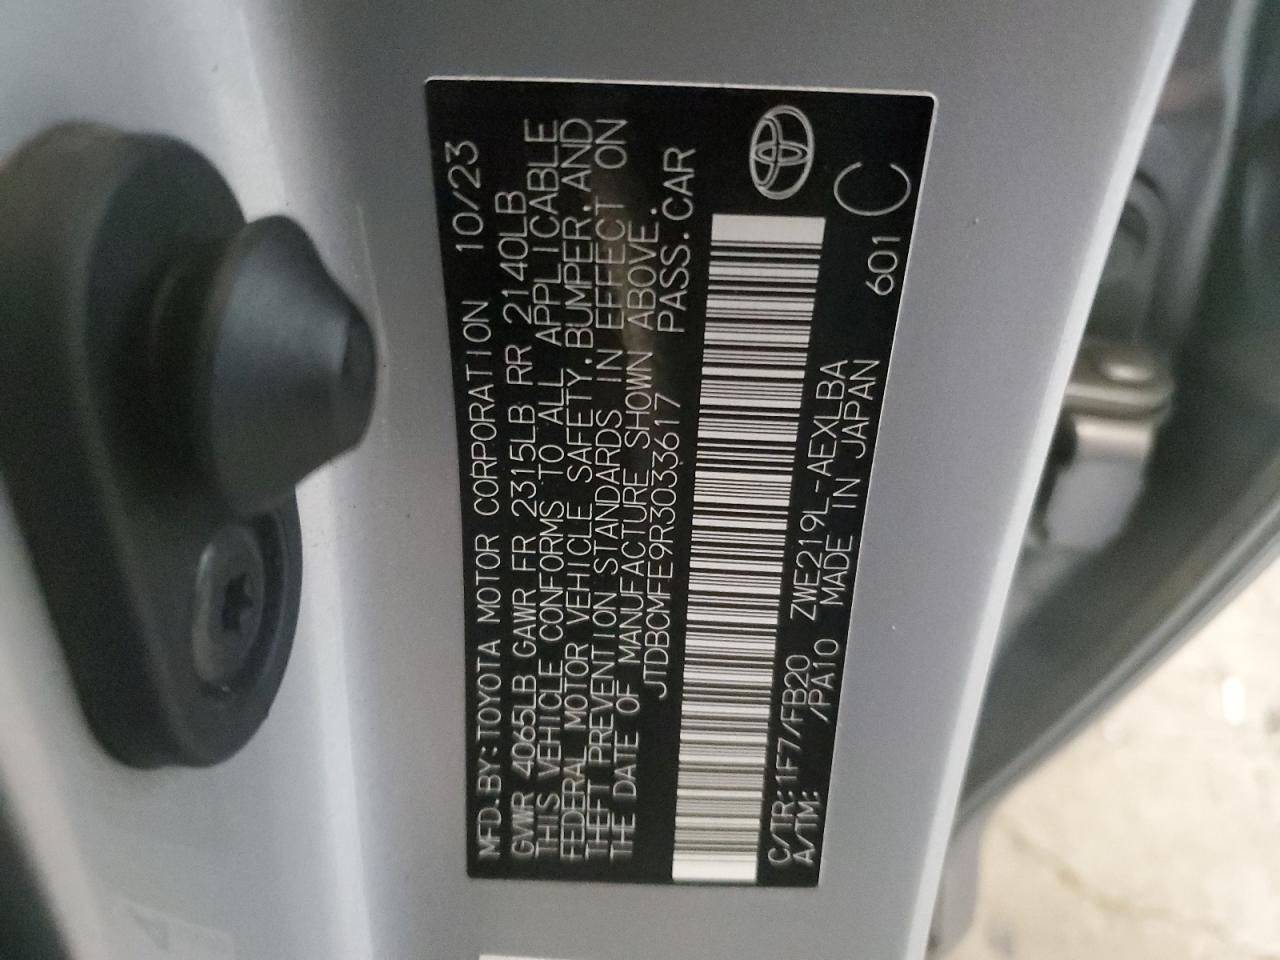 MFD.BY:TOYOTA MOTOR CORPORATION 10/23
GVWR 4065LB GAWR FR 2315LB RR 2140LB
THIS VEHICLE CONFORMS TO ALL APPLICABLE
FEDERAL MOTOR VEHICLE SAFETY,BUMPER,AND
THEFT PREVENTION STANDARDS IN EFFECT ON
THE DATE OF MANUFACTURE SHOWN ABOVE.
JTDBCMFE9R3033617 PASS.CAR
C/TR:1F7/FB20 ZWE219L-AEXLBA
A/TM: /PA10 MADE IN JAPAN 601
C